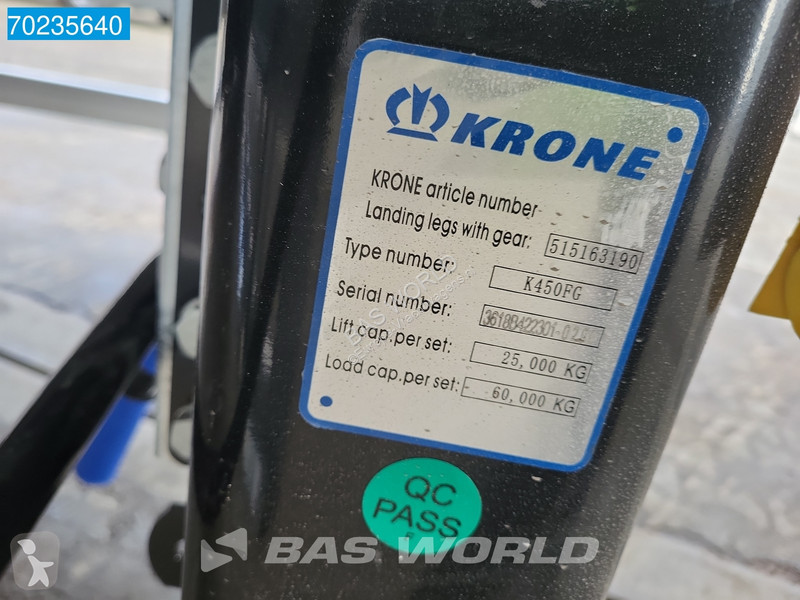 70235640
KRONE
KRONE article number
Landing legs with gear: 515163190
Type number: K450FG
Serial number:
Lift cap.per set: 25,000 KG
Load cap.per set: 60,000 KG
QC
PASS
BAS WORLD